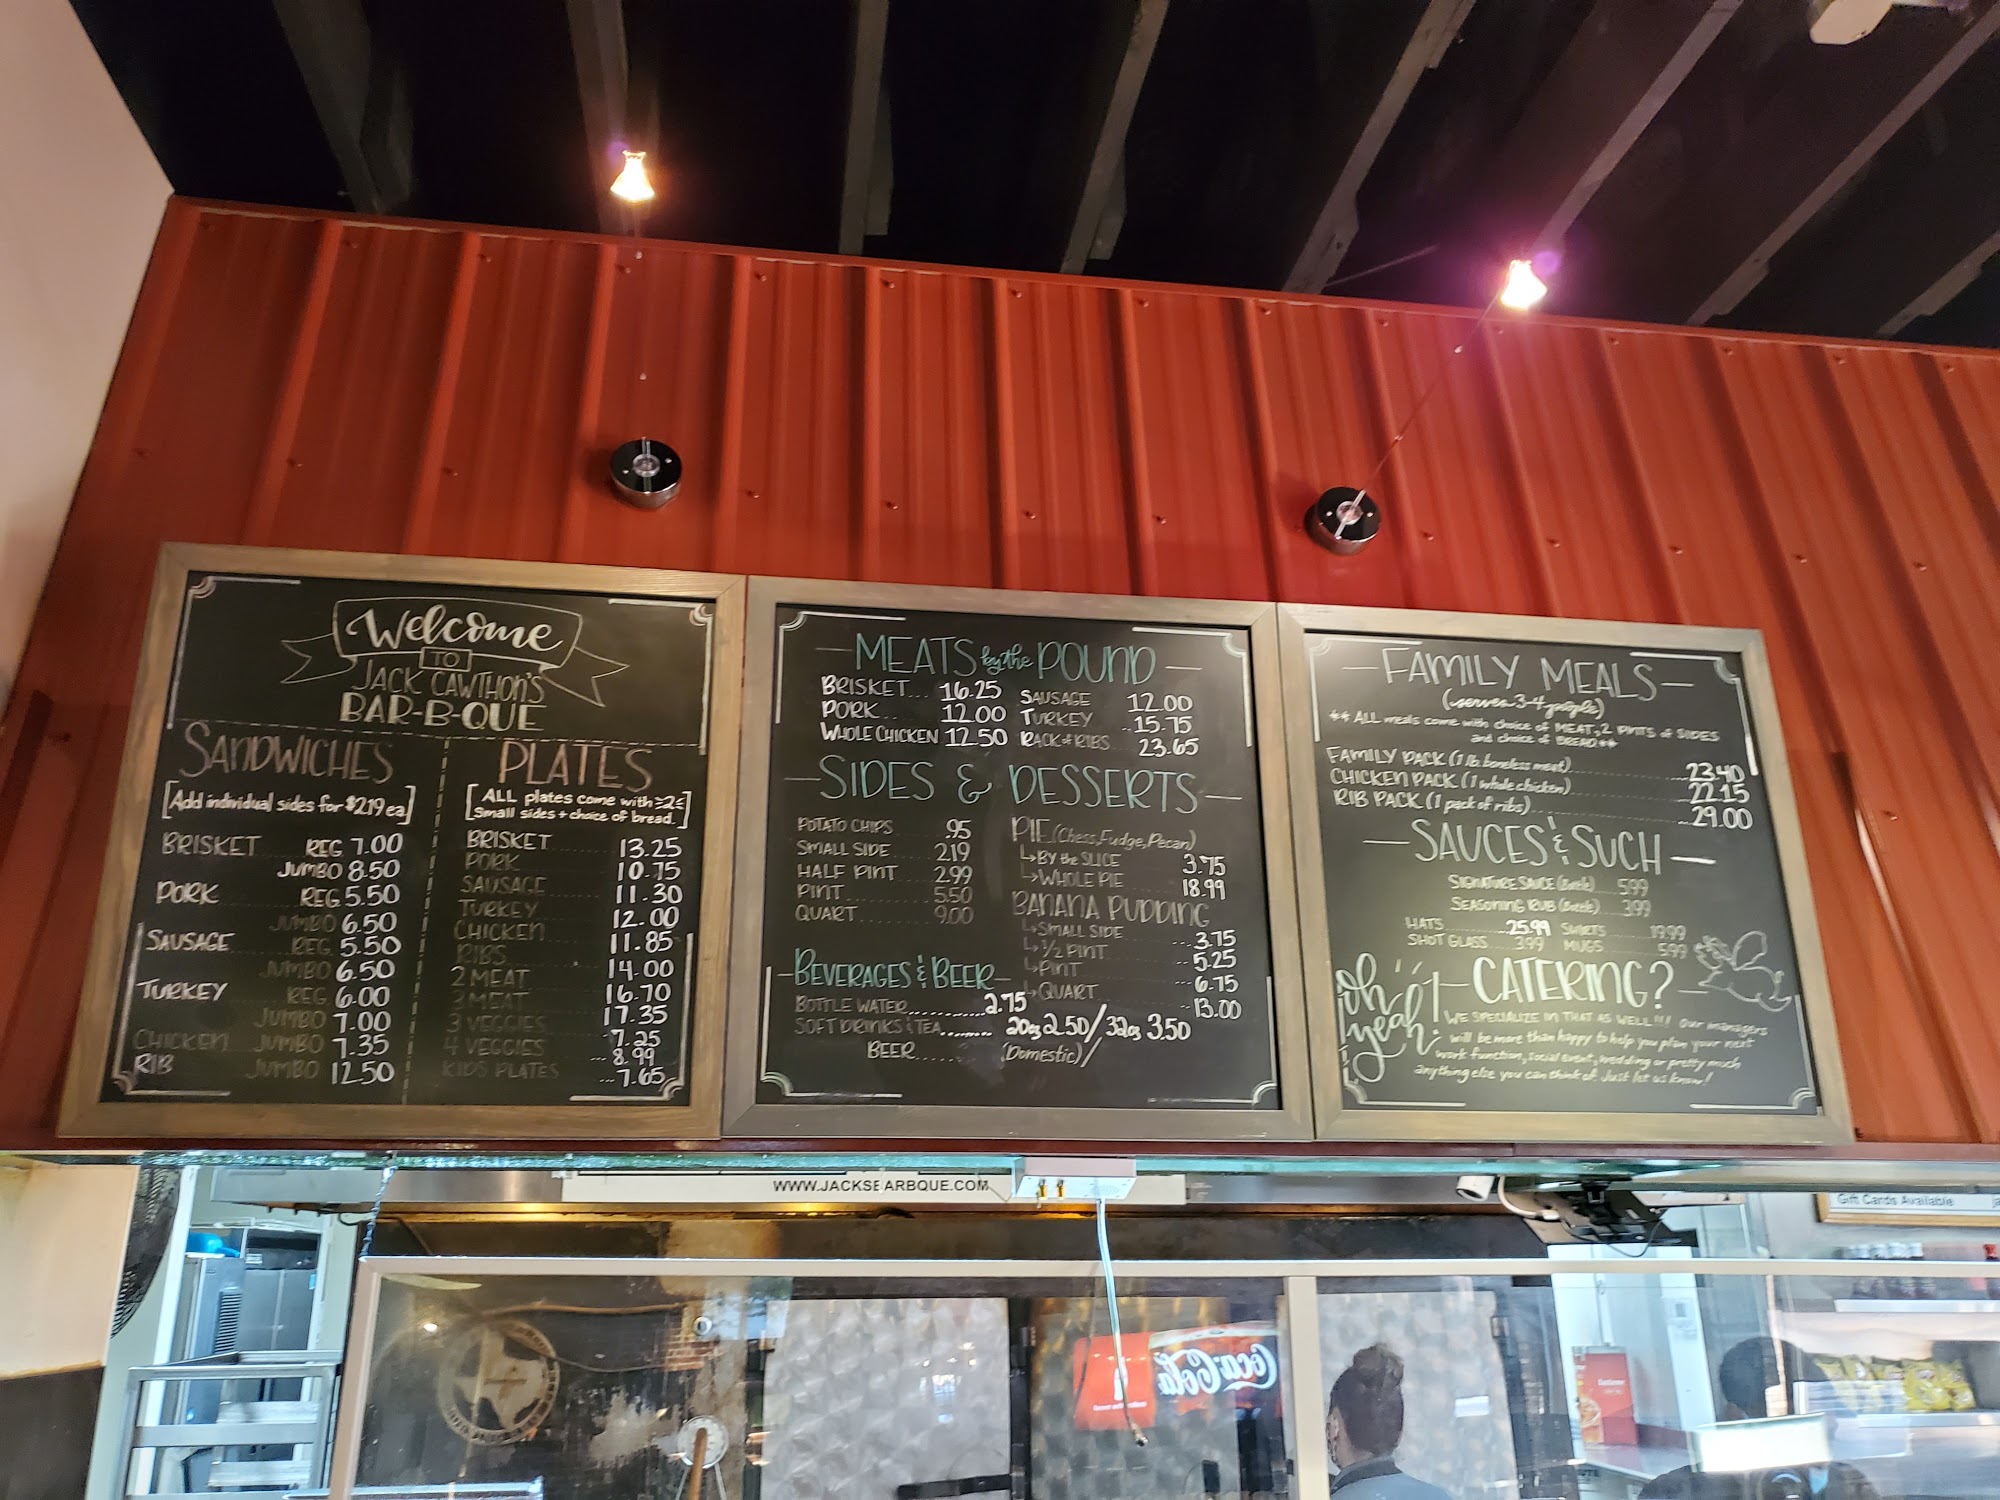 Welcome
TO
JACK CAWTHON'S
BAR-B-QUE
SANDWICHES
[Add individual sides for $2.19 ea.]
BRISKET REG 7.00
JUMBO 8.50
PORK REG 5.50
JUMBO 6.50
SAUSAGE REG 5.50
JUMBO 6.50
TURKEY REG 6.00
JUMBO 7.00
CHICKEN JUMBO 7.35
RIB JUMBO 12.50
PLATES
[ALL plates come with 2
Small sides + choice of bread.]
BRISKET 13.25
PORK 10.75
SAUSAGE 11.30
TURKEY 12.00
CHICKEN 11.85
RIBS 14.00
2 MEAT 16.70
3 MEAT 17.35
3 VEGGIES 7.25
4 VEGGIES ... 8.99
KIDS PLATES ... 7.65
MEATS by the POUND
BRISKET... 16.25 SAUSAGE 12.00
PORK.. 12.00 TURKEY ..15.75
WHOLE CHICKEN 12.50 RACK of RIBS... 23.65
SIDES & DESSERTS
POTATO CHIPS .95
SMALL SIDE 2.19
HALF PINT 2.99
PINT 5.50
QUART 9.00
PIE (Chess, Fudge, Pecan)
↳BY the SLICE 3.75
↳WHOLE PIE 18.99
BANANA PUDDING
↳SMALL SIDE ...3.75
↳1/2 PINT ...5.25
↳PINT ...6.75
↳QUART ...13.00
BEVERAGES & BEER
BOTTLE WATER............ 2.75
SOFT DRINKS & TEA......... 20oz 2.50/32oz 3.50
BEER...... (Domestic)/
FAMILY MEALS
(serves 3-4 people)
** ALL meals come with choice of MEAT, 2 PINTS of SIDES
and choice of BREAD **
FAMILY PACK (1 lb. boneless meat) 23.40
CHICKEN PACK (1 whole chicken) 22.15
RIB PACK (1 pack of ribs) 29.00
SAUCES & SUCH
SIGNATURE SAUCE (Bottle) 5.99
SEASONING RUB (Bottle) 3.99
HATS 25.99 SHIRTS 19.99
SHOT GLASS 3.99 MUGS 5.99
oh yeah!
CATERING?
WE SPECIALIZE IN THAT AS WELL!!! our managers
will be more than happy to help you plan your next
work function, social event, wedding or pretty much
anything else you can think of. Just let us know!
WWW.JACKSBARBQUE.COM
Gift Cards Available
Coca-Cola